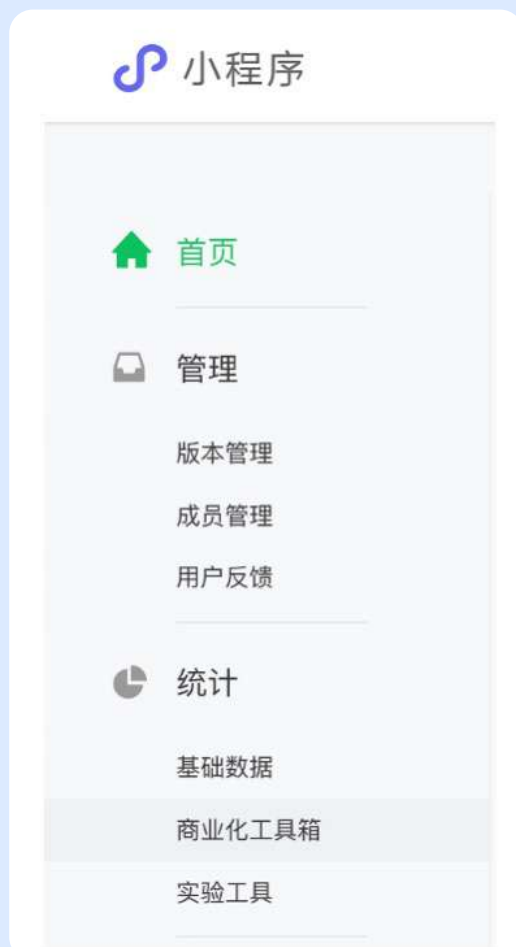 小程序
首页
管理
版本管理
成员管理
用户反馈
统计
基础数据
商业化工具箱
实验工具